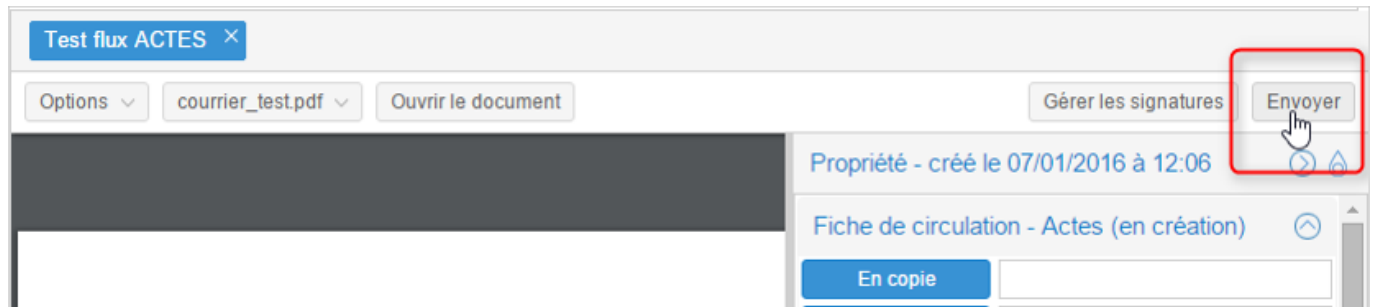 Test flux ACTES ×
Options courrier_test.pdf Ouvrir le document Gérer les signatures Envoyer
Propriété - créé le 07/01/2016 à 12:06
Fiche de circulation - Actes (en création)
En copie